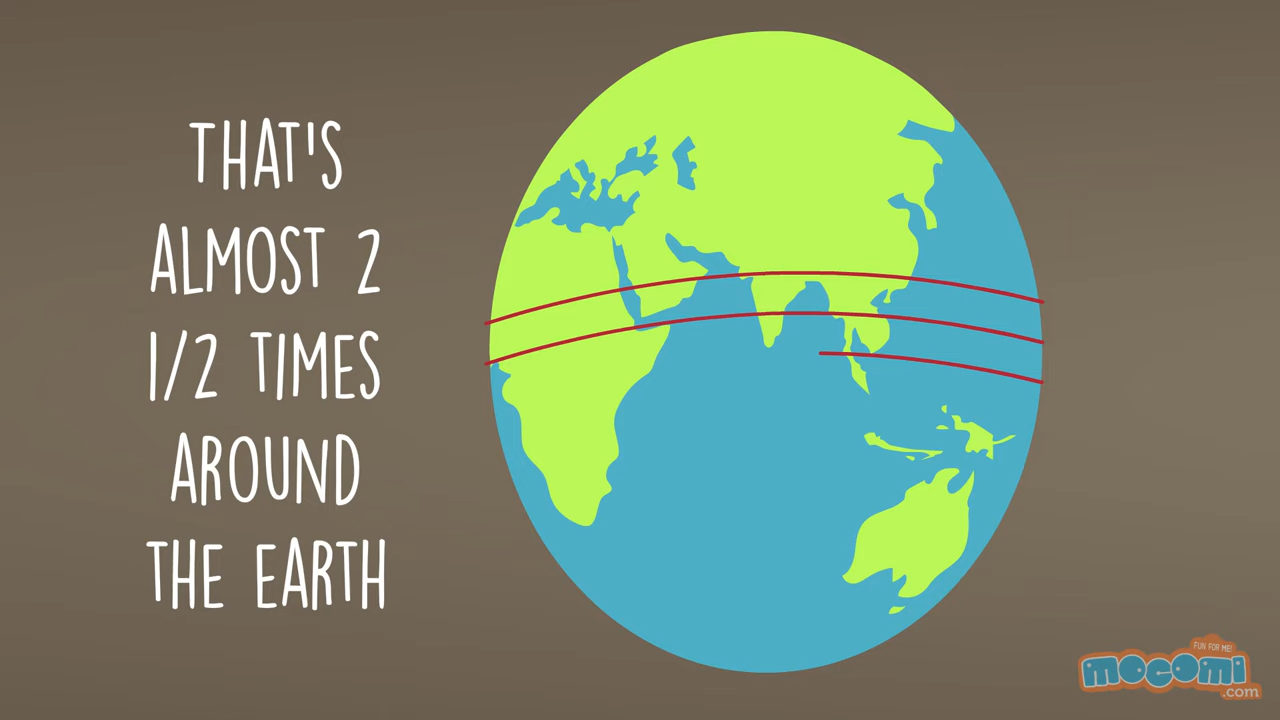 THAT'S
ALMOST 2
1/2 TIMES
AROUND
THE EARTH
FUN FOR ME!
mocomi
.com